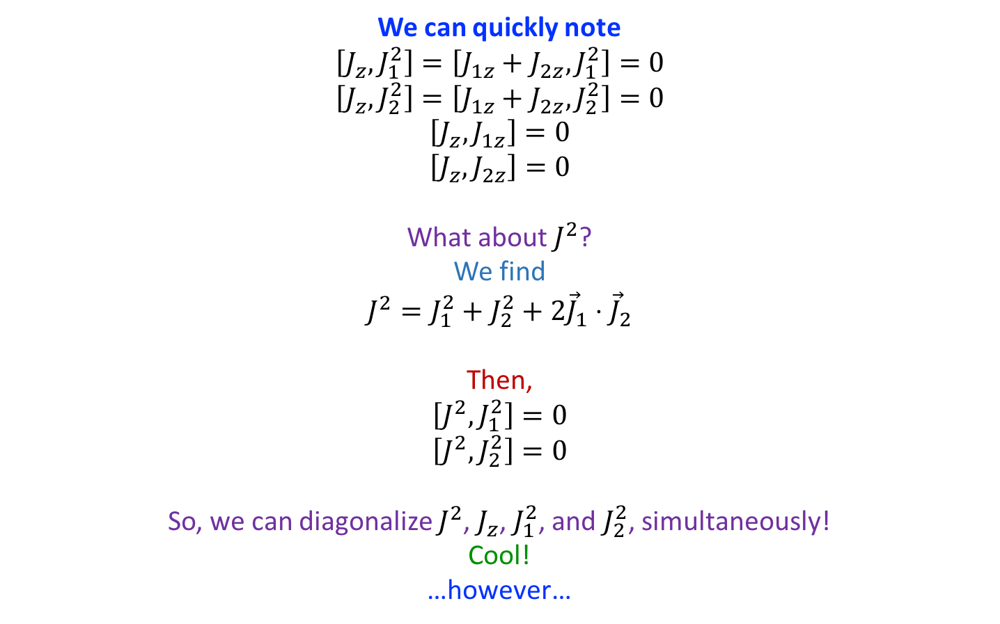 We can quickly note
[J_z, J_1^2] = [J_{1z} + J_{2z}, J_1^2] = 0
[J_z, J_2^2] = [J_{1z} + J_{2z}, J_2^2] = 0
[J_z, J_{1z}] = 0
[J_z, J_{2z}] = 0
What about J^2?
We find
J^2 = J_1^2 + J_2^2 + 2\vec{J}_1 · \vec{J}_2
Then,
[J^2, J_1^2] = 0
[J^2, J_2^2] = 0
So, we can diagonalize J^2, J_z, J_1^2, and J_2^2, simultaneously!
Cool!
…however…